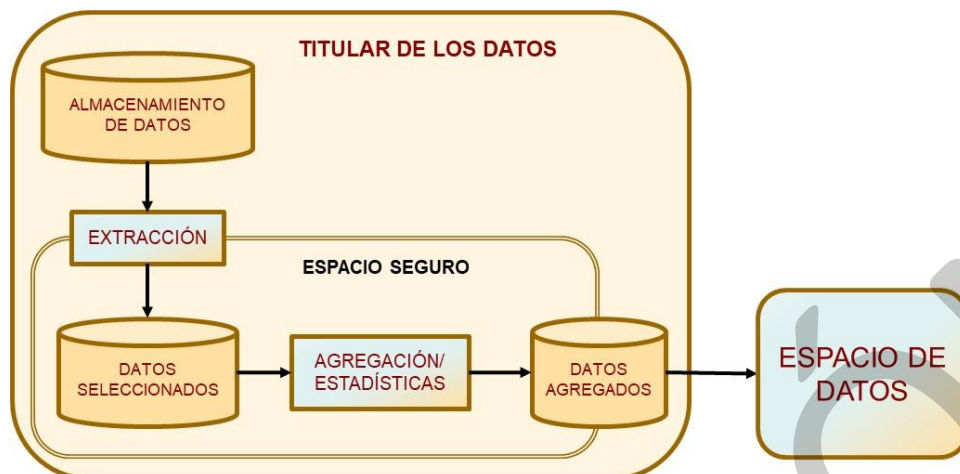 TITULAR DE LOS DATOS
ALMACENAMIENTO
DE DATOS
EXTRACCIÓN
ESPACIO SEGURO
DATOS
SELECCIONADOS
AGREGACIÓN/
ESTADÍSTICAS
DATOS
AGREGADOS
ESPACIO DE
DATOS